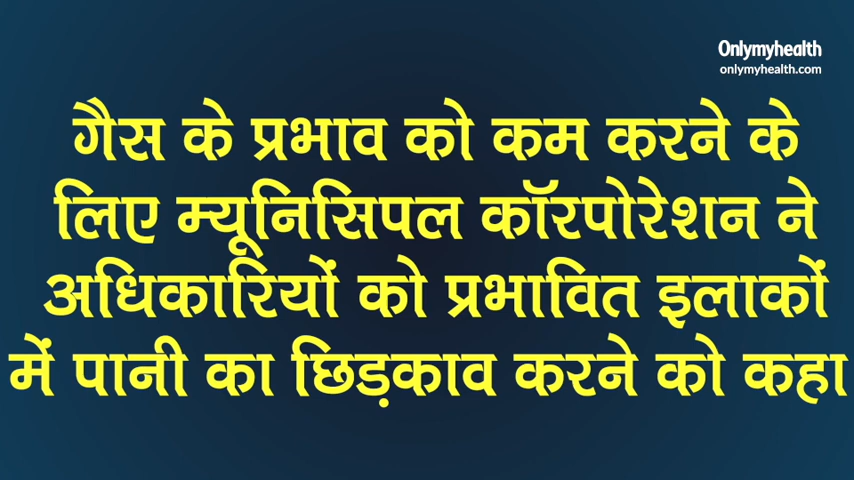 Onlymyhealth
onlymyhealth.com
गैस के प्रभाव को कम करने के
लिए म्यूनिसिपल कॉरपोरेशन ने
अधिकारियों को प्रभावित इलाकों
में पानी का छिड़काव करने को कहा